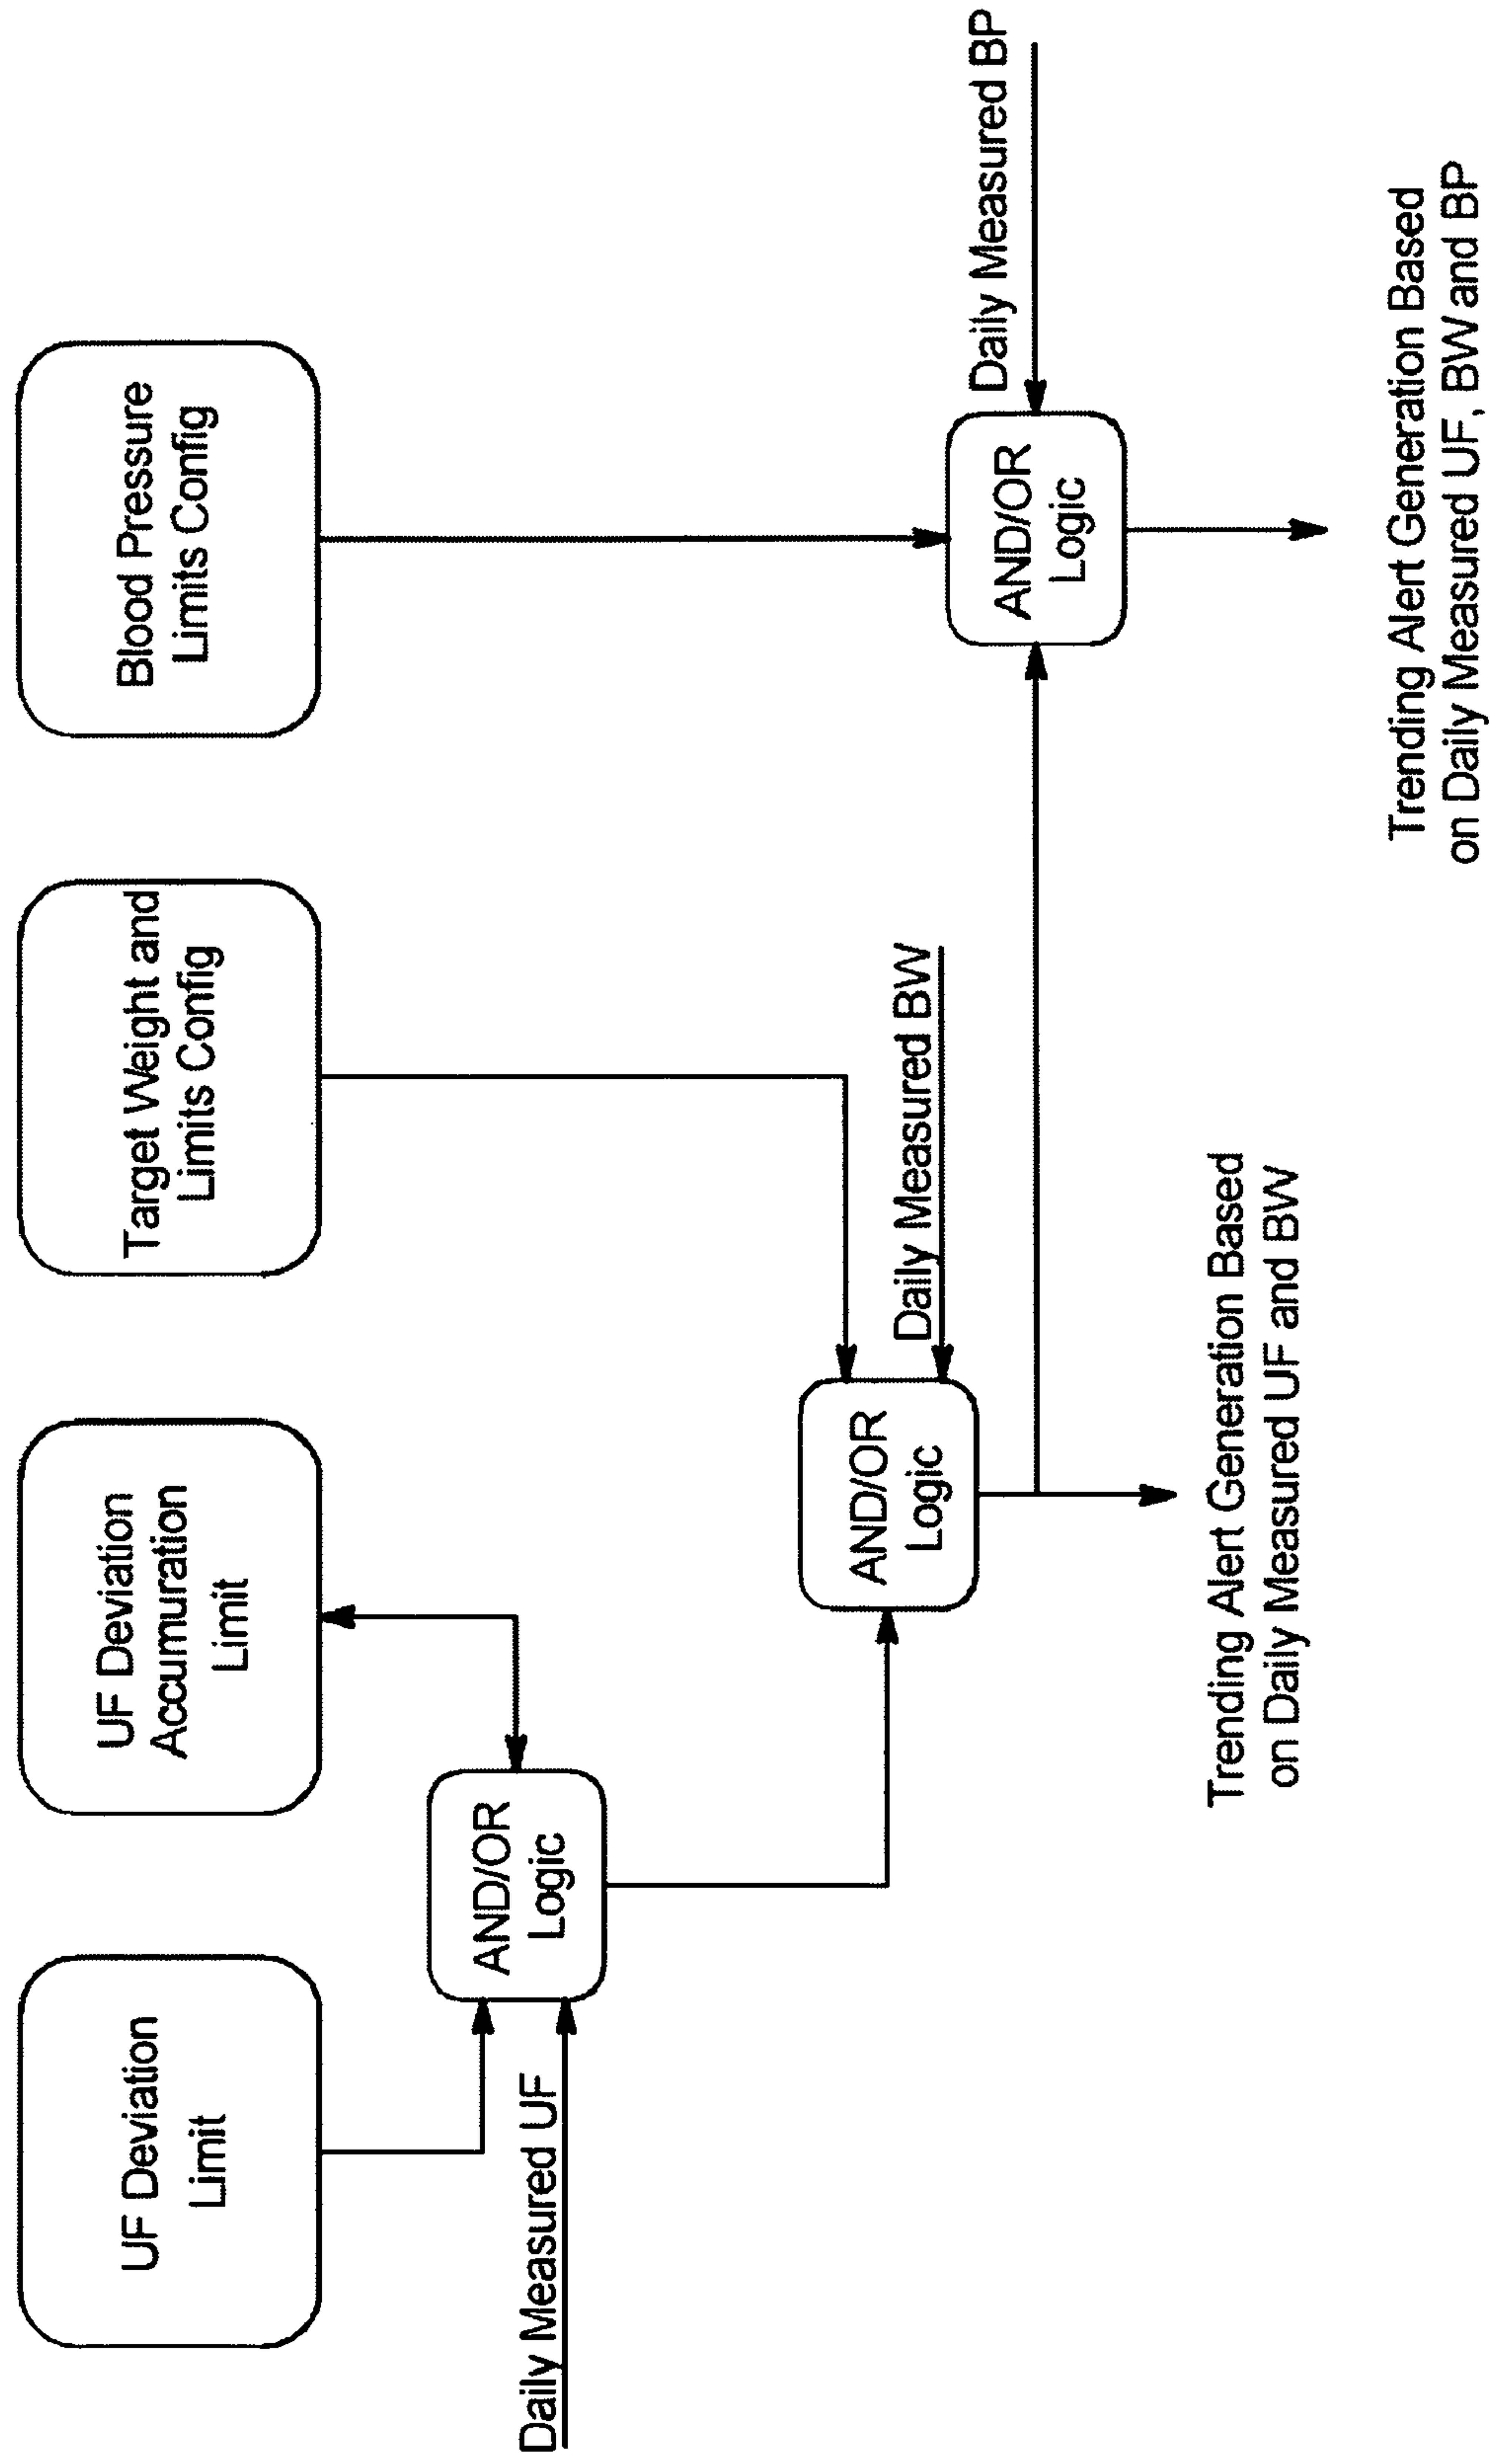 UF Deviation
Limit
UF Deviation
Accumuration
Limit
Target Weight and
Limits Config
Blood Pressure
Limits Config
Daily Measured UF
AND/OR
Logic
Daily Measured BW
AND/OR
Logic
Daily Measured BP
AND/OR
Logic
Trending Alert Generation Based
on Daily Measured UF and BW
Trending Alert Generation Based
on Daily Measured UF, BW and BP